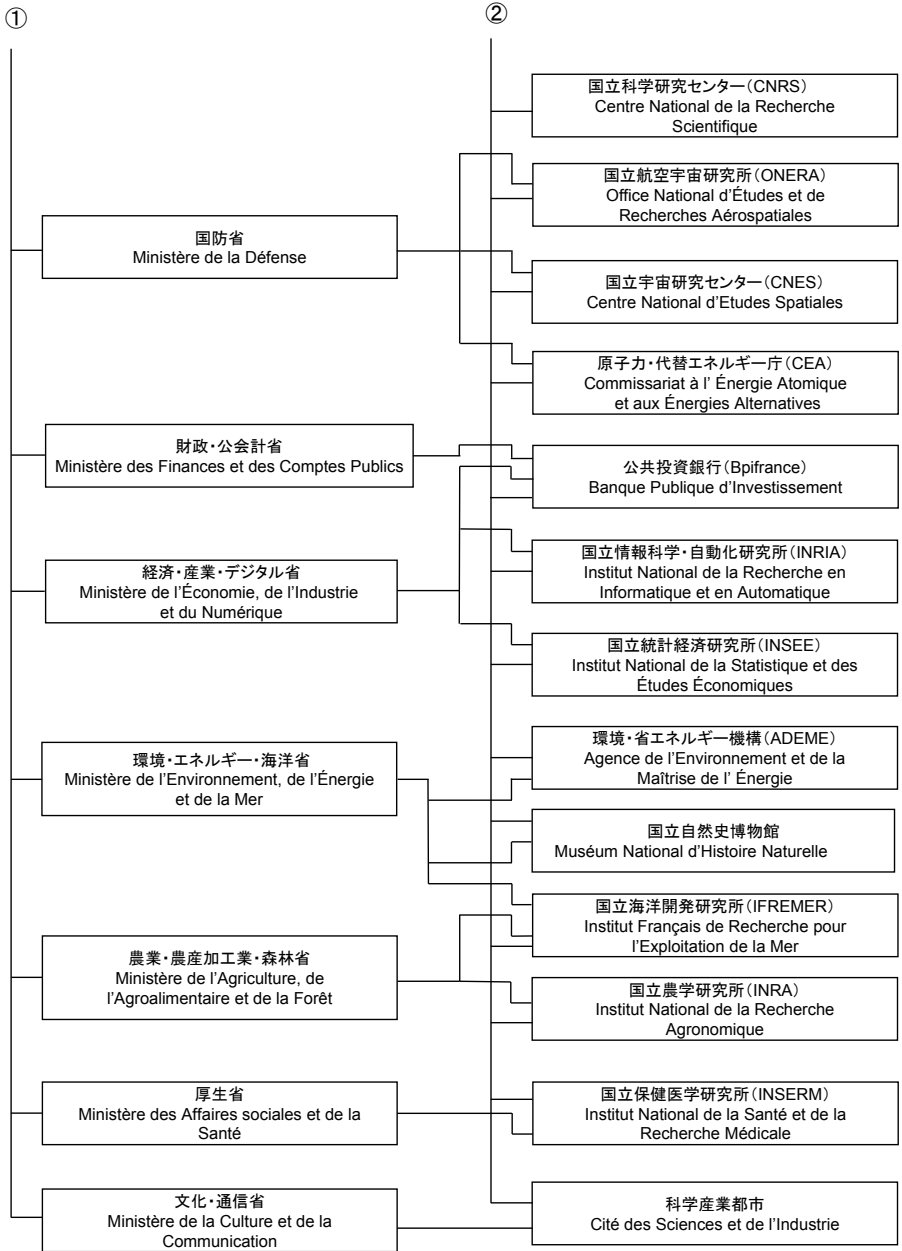 ①
国防省
Ministère de la Défense
財政・公会計省
Ministère des Finances et des Comptes Publics
経済・産業・デジタル省
Ministère de l’Économie, de l’Industrie
et du Numérique
環境・エネルギー・海洋省
Ministère de l’Environnement, de l’Énergie
et de la Mer
農業・農産加工業・森林省
Ministère de l’Agriculture, de
l’Agroalimentaire et de la Forêt
厚生省
Ministère des Affaires sociales et de la
Santé
文化・通信省
Ministère de la Culture et de la
Communication
②
国立科学研究センター（CNRS）
Centre National de la Recherche
Scientifique
国立航空宇宙研究所（ONERA）
Office National d’Études et de
Recherches Aérospatiales
国立宇宙研究センター（CNES）
Centre National d’Etudes Spatiales
原子力・代替エネルギー庁（CEA）
Commissariat à l’ Énergie Atomique
et aux Énergies Alternatives
公共投資銀行（Bpifrance）
Banque Publique d’Investissement
国立情報科学・自動化研究所（INRIA）
Institut National de la Recherche en
Informatique et en Automatique
国立統計経済研究所（INSEE）
Institut National de la Statistique et des
Études Économiques
環境・省エネルギー機構（ADEME）
Agence de l’Environnement et de la
Maîtrise de l’ Énergie
国立自然史博物館
Muséum National d’Histoire Naturelle
国立海洋開発研究所（IFREMER）
Institut Français de Recherche pour
l’Exploitation de la Mer
国立農学研究所（INRA）
Institut National de la Recherche
Agronomique
国立保健医学研究所（INSERM）
Institut National de la Santé et de la
Recherche Médicale
科学産業都市
Cité des Sciences et de l’Industrie